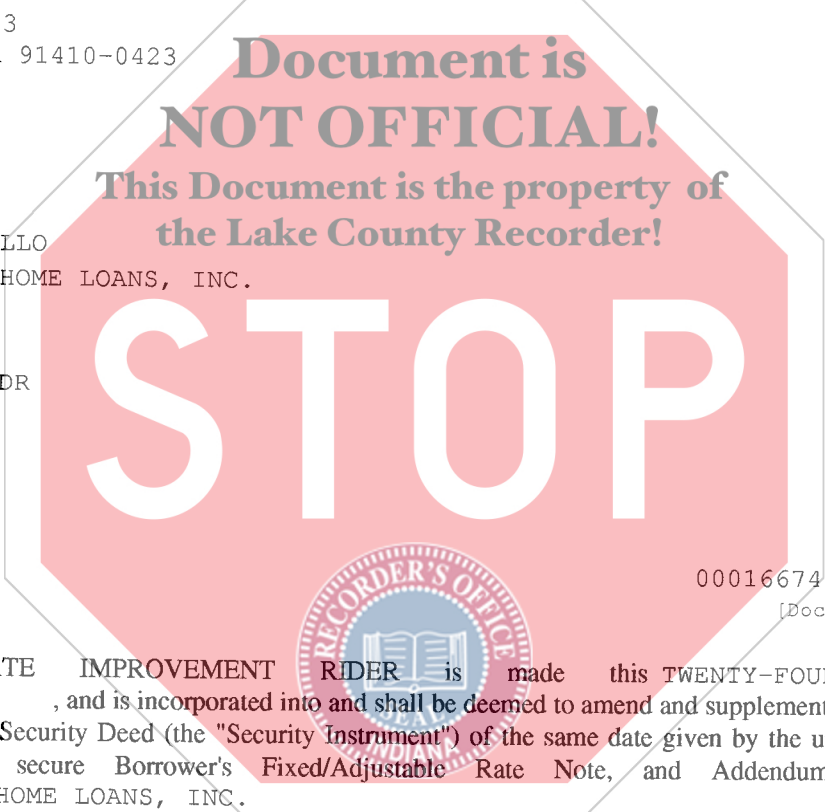 3
91410-0423
Document is
NOT OFFICIAL!
This Document is the property of
the Lake County Recorder!
LLO
HOME LOANS, INC.
DR
STOP
RECORDER'S OFFICE
SEAL
INDIANA
00016674
[Doc
TE IMPROVEMENT RIDER is made this TWENTY-FOU
, and is incorporated into and shall be deemed to amend and supplement
Security Deed (the "Security Instrument") of the same date given by the u
secure Borrower's Fixed/Adjustable Rate Note, and Addendum
HOME LOANS, INC.